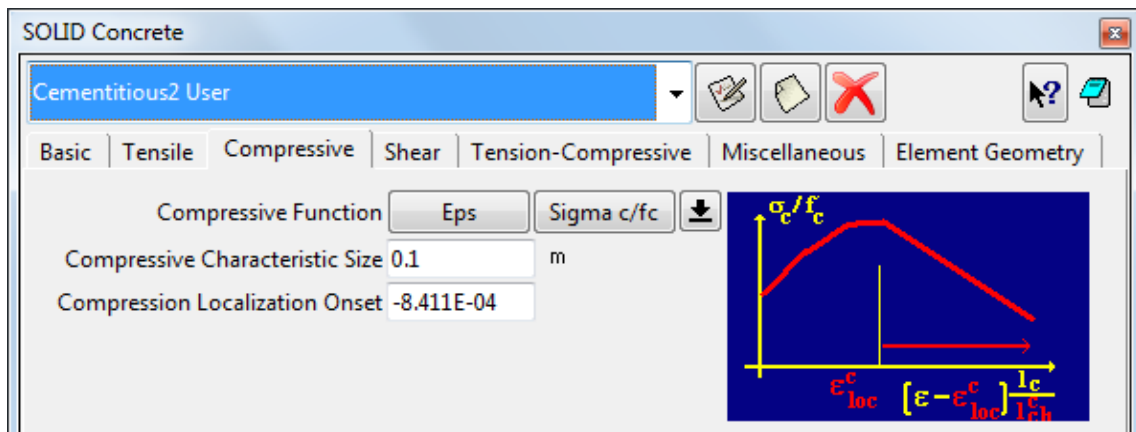 SOLID Concrete
Cementitious2 User
?
Basic Tensile Compressive Shear Tension-Compressive Miscellaneous Element Geometry
Compressive Function Eps Sigma c/fc
Compressive Characteristic Size 0.1 m
Compression Localization Onset -8.411E-04
σc/fc
εcloc [ε-εcloc] lc/lcch